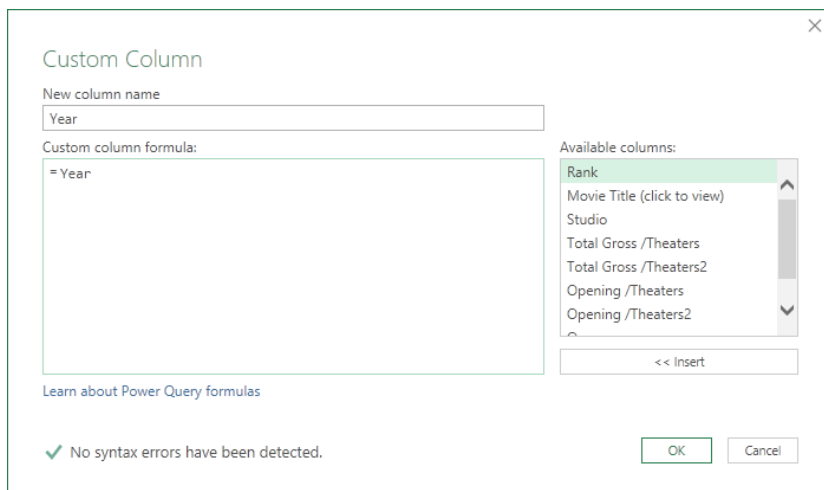 Custom Column
New column name
Year
Custom column formula:
= Year
Available columns:
Rank
Movie Title (click to view)
Studio
Total Gross /Theaters
Total Gross /Theaters2
Opening /Theaters
Opening /Theaters2
<< Insert
Learn about Power Query formulas
No syntax errors have been detected.
OK
Cancel